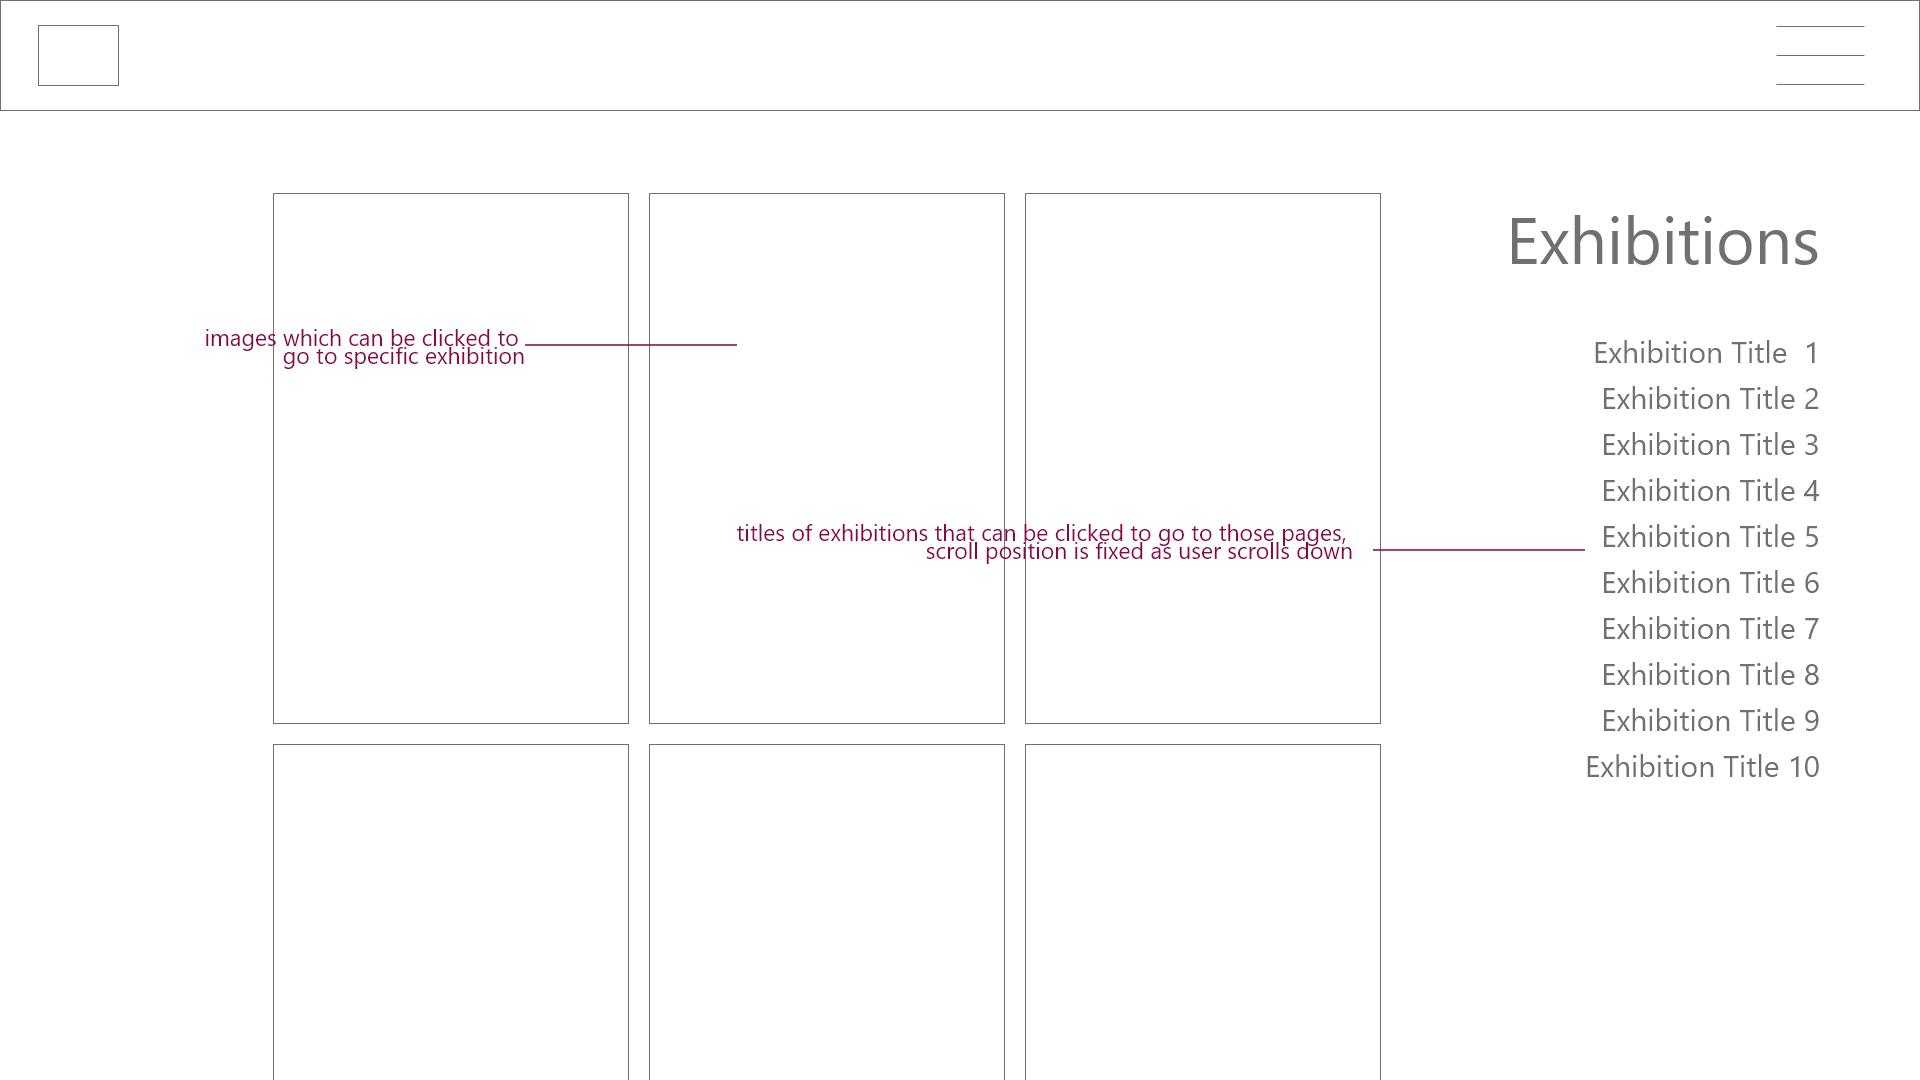 Exhibitions
images which can be clicked to
go to specific exhibition
titles of exhibitions that can be clicked to go to those pages,
scroll position is fixed as user scrolls down
Exhibition Title  1
Exhibition Title 2
Exhibition Title 3
Exhibition Title 4
Exhibition Title 5
Exhibition Title 6
Exhibition Title 7
Exhibition Title 8
Exhibition Title 9
Exhibition Title 10